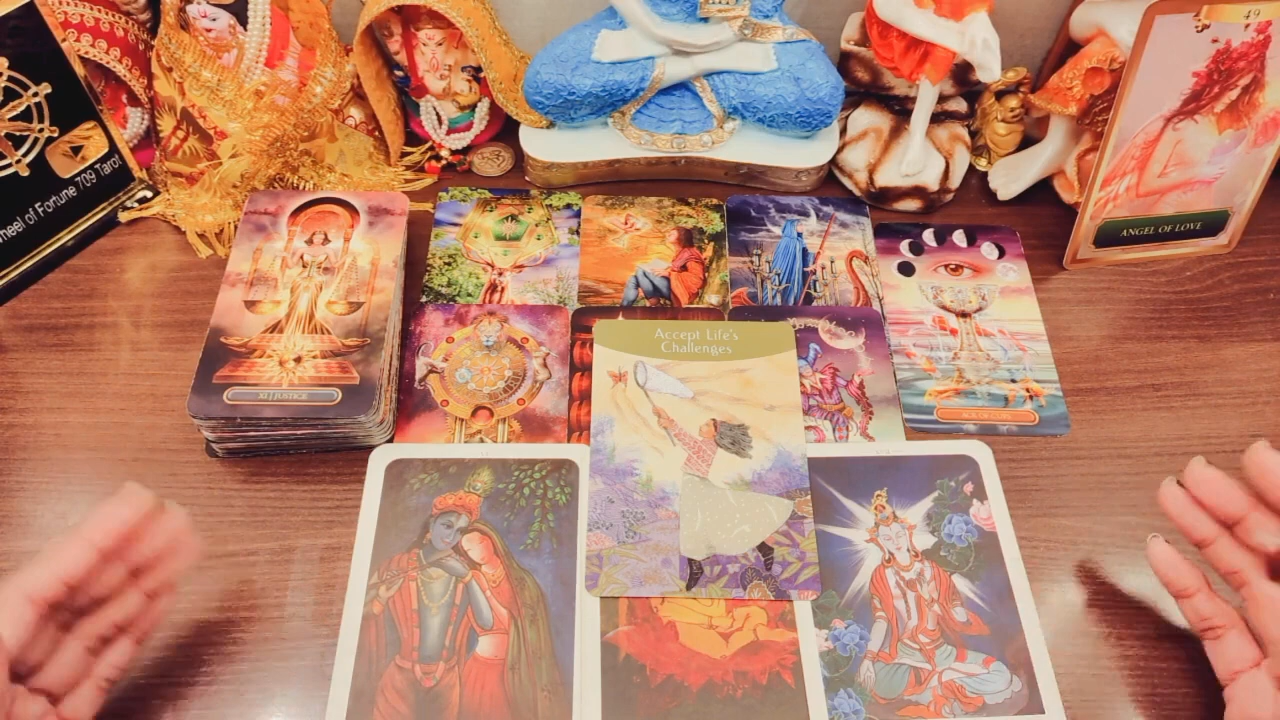 heel of Fortune 709 Tarot
49
ANGEL OF LOVE
XI | JUSTICE
Accept Life's
Challenges
ACE OF CUPS